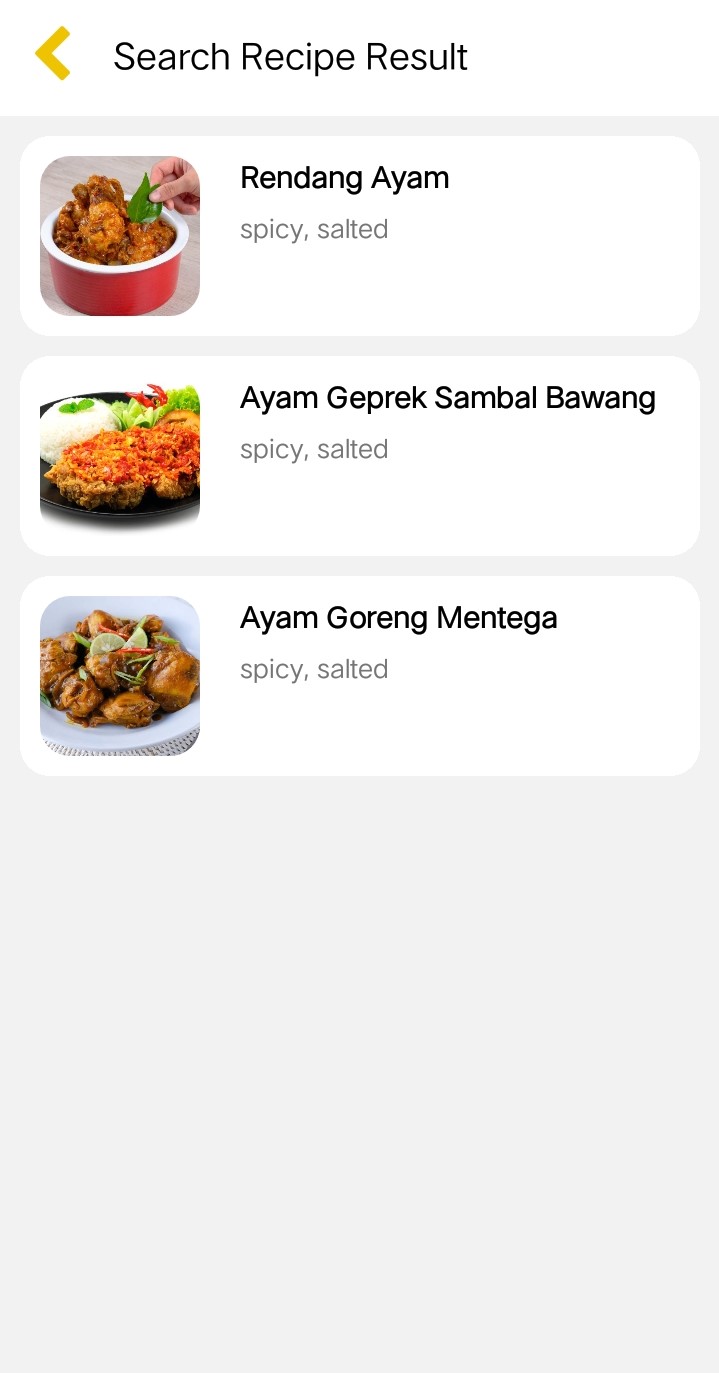 Search Recipe Result
Rendang Ayam
spicy, salted
Ayam Geprek Sambal Bawang
spicy, salted
Ayam Goreng Mentega
spicy, salted